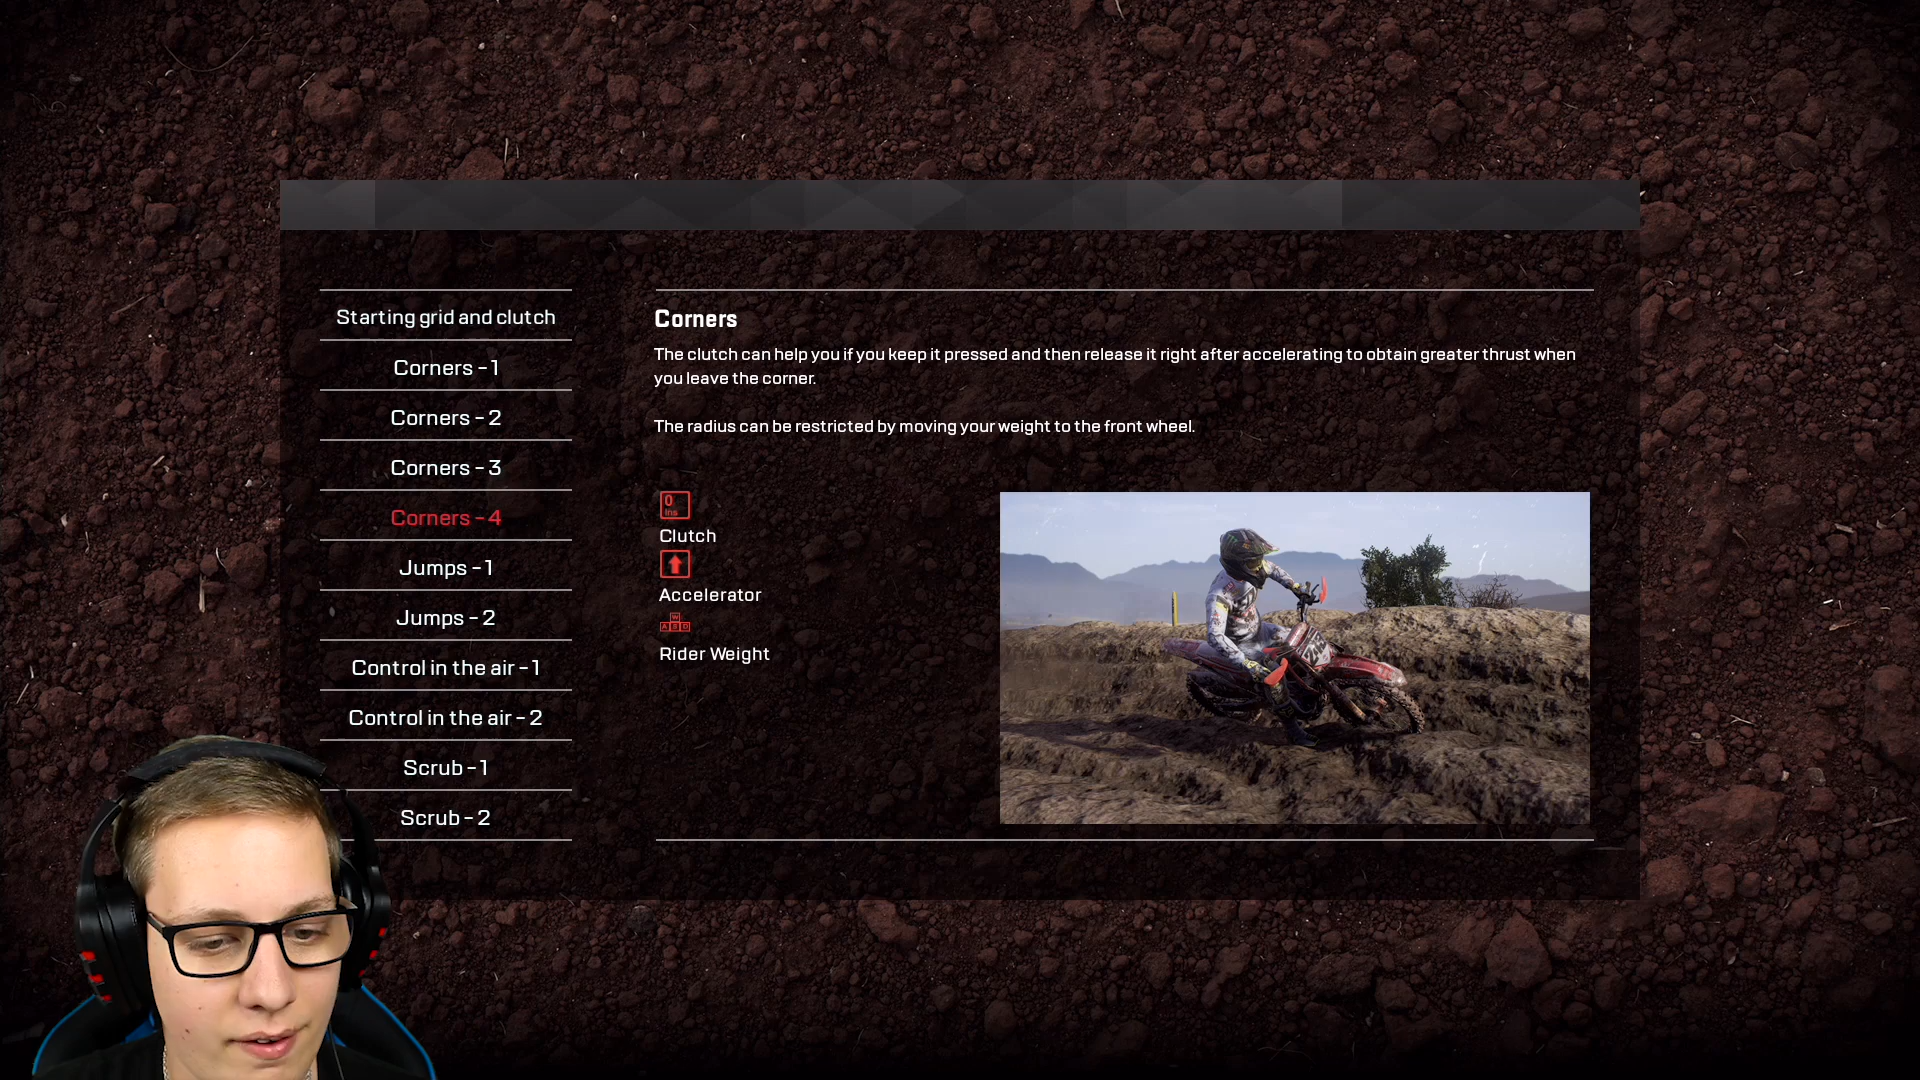 Starting grid and clutch
Corners - 1
Corners - 2
Corners - 3
Corners - 4
Jumps - 1
Jumps - 2
Control in the air - 1
Control in the air - 2
Scrub - 1
Scrub - 2
Corners
The clutch can help you if you keep it pressed and then release it right after accelerating to obtain greater thrust when
you leave the corner.
The radius can be restricted by moving your weight to the front wheel.
0
Ins
Clutch
Accelerator
W
A S D
Rider Weight